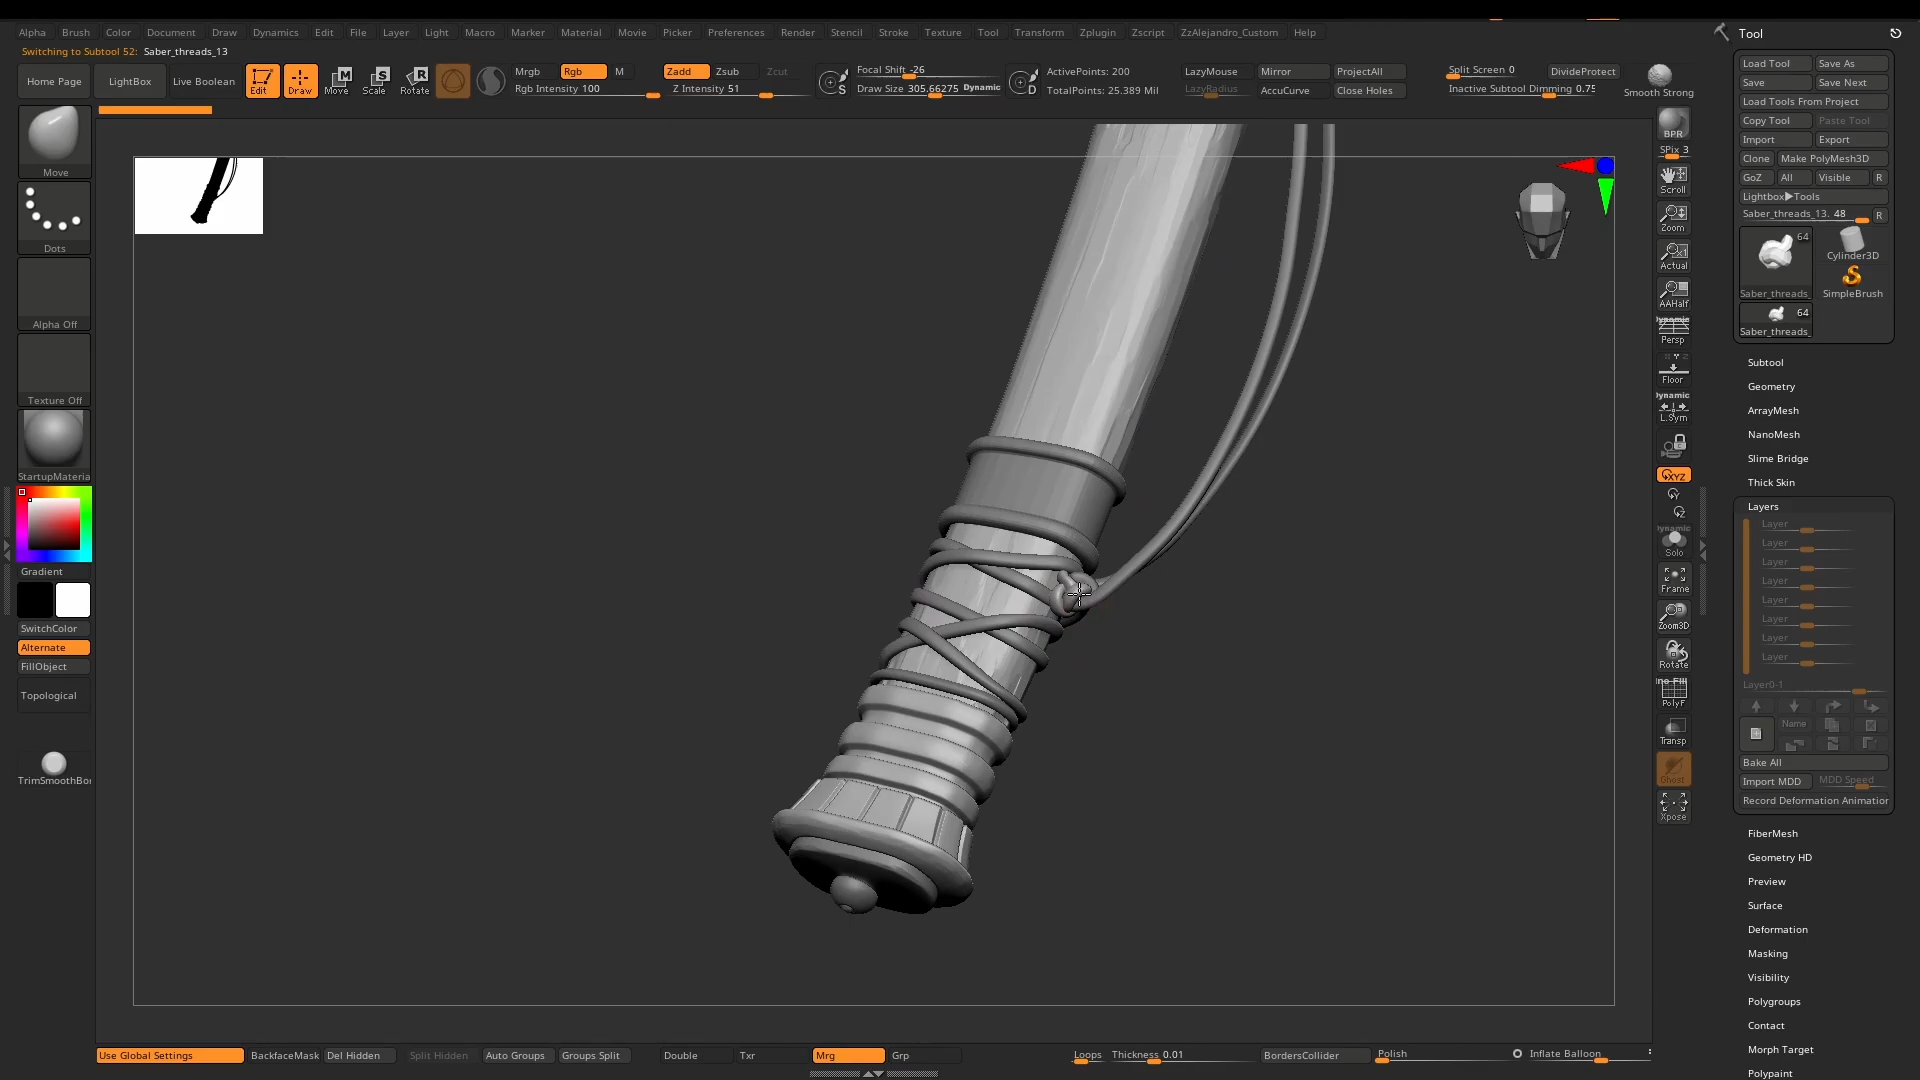 Alpha Brush Color Document Draw Dynamics Edit File Layer Light Macro Marker Material Movie Picker Preferences Render Stencil Stroke Texture Tool Transform Zplugin Zscript ZzAlejandro_Custom Help
Tool
Switching to Subtool 52: Saber_threads_13
Home Page
LightBox
Live Boolean
Edit
Draw
Move
Scale
Rotate
Mrgb Rgb M
Rgb Intensity 100
Zadd Zsub Zcut
Z Intensity 51
Focal Shift -26
Draw Size 305.66275 Dynamic
S
D
ActivePoints: 200
TotalPoints: 25.389 Mil
LazyMouse Mirror ProjectAll
LazyRadius AccuCurve Close Holes
Split Screen 0 DivideProtect
Inactive Subtool Dimming 0.75
Smooth Strong
Move
Dots
Alpha Off
Texture Off
StartupMateria
Gradient
SwitchColor
Alternate
FillObject
Topological
TrimSmoothBor
BPR
SPix 3
Scroll
Zoom
Actual
AAHalf
Dynamic
Persp
Floor
Dynamic
L.Sym
XYZ
Y
Z
Dynamic
Solo
Frame
Zoom3D
Rotate
PolyF
Transp
Ghost
Xpose
Load Tool Save As
Save Save Next
Load Tools From Project
Copy Tool Paste Tool
Import Export
Clone Make PolyMesh3D
GoZ All Visible R
Lightbox▶Tools
Saber_threads_13. 48 R
64
Cylinder3D
Saber_threads_ SimpleBrush
64
Saber_threads_
Subtool
Geometry
ArrayMesh
NanoMesh
Slime Bridge
Thick Skin
Layers
Layer
Layer
Layer
Layer
Layer
Layer
Layer
Layer
Layer0-1
Name
Bake All
Import MDD MDD Speed
Record Deformation Animatior
FiberMesh
Geometry HD
Preview
Surface
Deformation
Masking
Visibility
Polygroups
Contact
Morph Target
Polypaint
Use Global Settings BackfaceMask Del Hidden Split Hidden Auto Groups Groups Split Double Txr Mrg Grp Loops Thickness 0.01 BordersCollider Polish Inflate Balloon